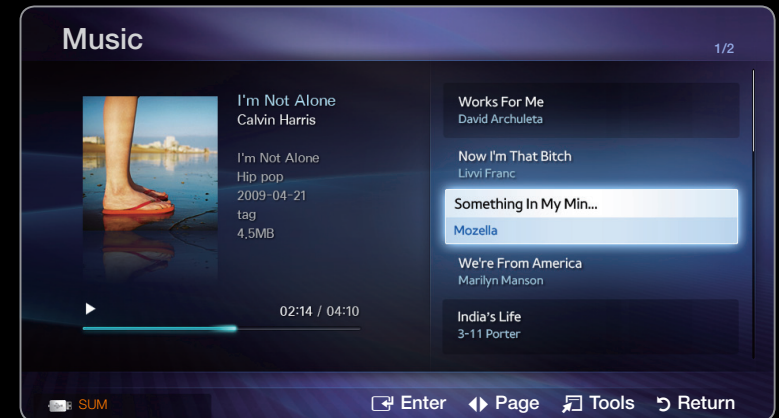 Music
1/2
I'm Not Alone
Calvin Harris
I'm Not Alone
Hip pop
2009-04-21
tag
4,5MB
02:14 / 04:10
Works For Me
David Archuleta
Now I'm That Bitch
Livvi Franc
Something In My Min...
Mozella
We're From America
Marilyn Manson
India's Life
3-11 Porter
SUM
Enter Page Tools Return